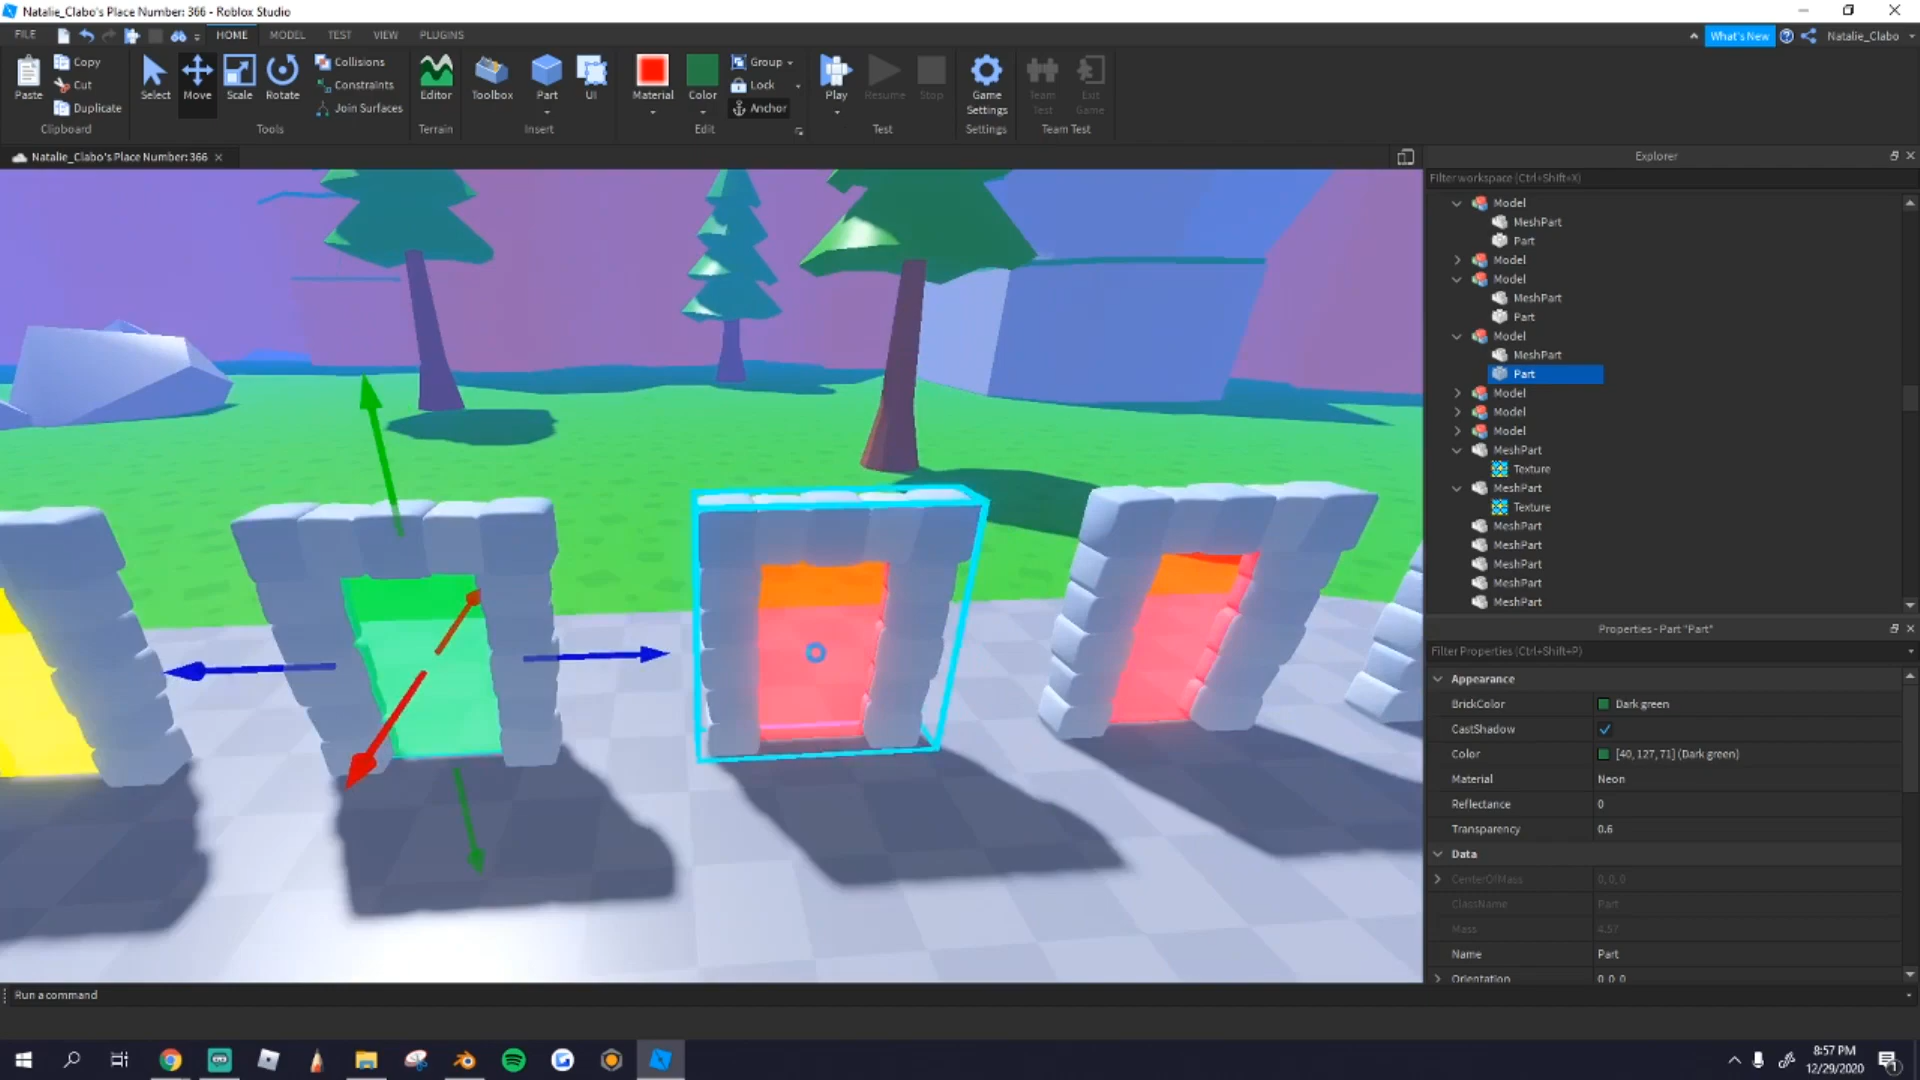 Natalie_Clabo's Place Number: 366 - Roblox Studio
FILE HOME MODEL TEST VIEW PLUGINS What's New Natalie_Clabo
Paste Copy Cut Duplicate Clipboard
Select Move Scale Rotate Collisions Constraints Join Surfaces Tools
Editor Terrain
Toolbox Part UI Insert
Material Color Group Lock Anchor Edit
Play Resume Stop Test
Game Settings Settings
Team Test Exit Game Team Test
Natalie_Clabo's Place Number: 366
Explorer
Filter workspace (Ctrl+Shift+X)
Model
MeshPart
Part
Model
Model
MeshPart
Part
Model
MeshPart
Part
Model
Model
Model
MeshPart
Texture
MeshPart
Texture
MeshPart
MeshPart
MeshPart
MeshPart
MeshPart
Properties - Part "Part"
Filter Properties (Ctrl+Shift+P)
Appearance
BrickColor Dark green
CastShadow
Color [40, 127, 71] (Dark green)
Material Neon
Reflectance 0
Transparency 0.6
Data
CenterOfMass 0, 0, 0
ClassName Part
Mass 4.57
Name Part
Orientation 0, 0, 0
Run a command
8:57 PM
12/29/2020
1